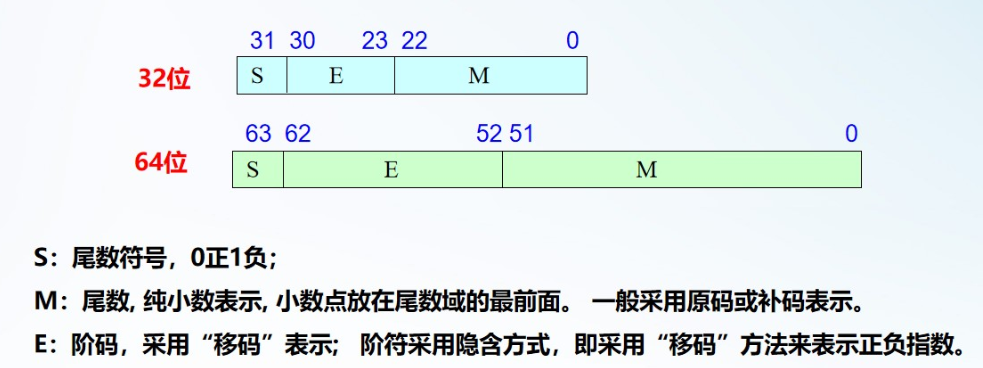 31 30 23 22 0
32位 S E M
63 62 52 51 0
64位 S E M
S：尾数符号，0正1负；
M：尾数, 纯小数表示, 小数点放在尾数域的最前面。 一般采用原码或补码表示。
E：阶码，采用“移码”表示； 阶符采用隐含方式，即采用“移码”方法来表示正负指数。